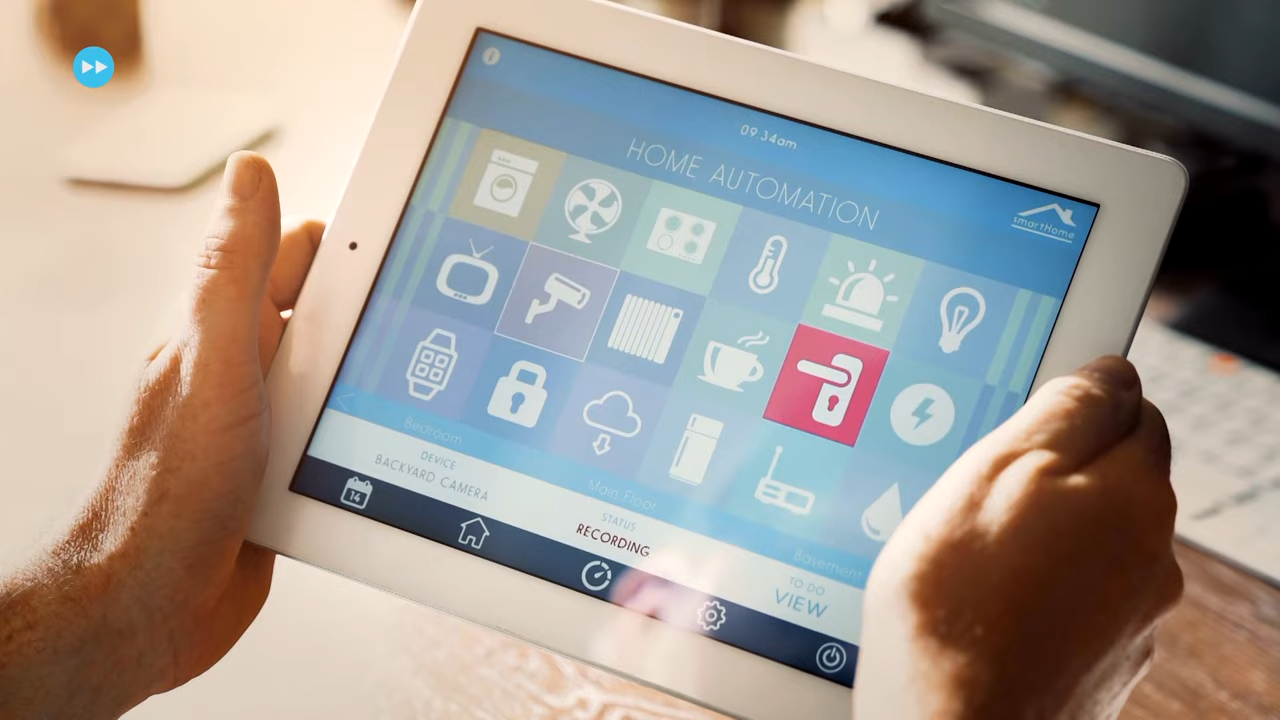 09:34am
HOME AUTOMATION
smartHome
Bedroom
Main Floor
Basement
DEVICE
BACKYARD CAMERA
STATUS
RECORDING
TO DO
VIEW
14